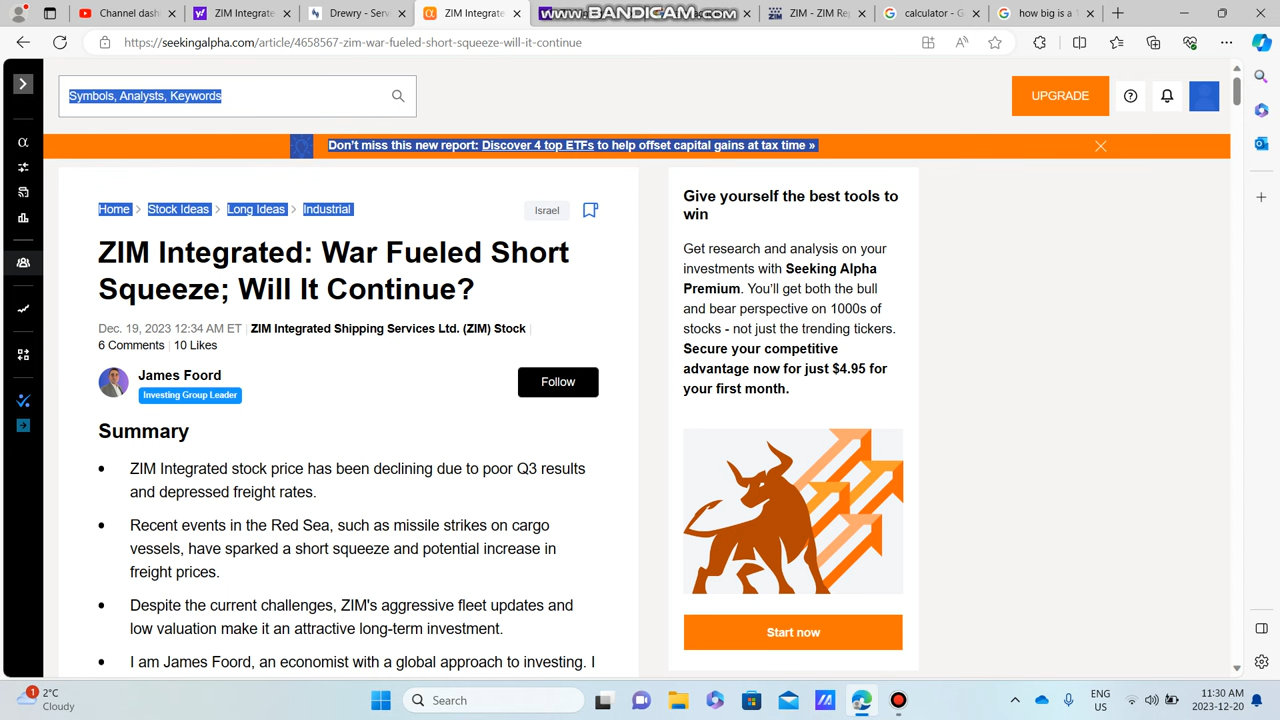 Channel dash
ZIM Integrate
Drewry - Serv
ZIM Integrate
www.BANDICAM.com
ZIM - ZIM Rep
calculator - G
how big is a 1
https://seekingalpha.com/article/4658567-zim-war-fueled-short-squeeze-will-it-continue
Symbols, Analysts, Keywords
UPGRADE
Don't miss this new report: Discover 4 top ETFs to help offset capital gains at tax time »
Home > Stock Ideas > Long Ideas > Industrial
Israel
ZIM Integrated: War Fueled Short
Squeeze; Will It Continue?
Dec. 19, 2023 12:34 AM ET | ZIM Integrated Shipping Services Ltd. (ZIM) Stock |
6 Comments | 10 Likes
James Foord
Investing Group Leader
Follow
Summary
• ZIM Integrated stock price has been declining due to poor Q3 results
and depressed freight rates.
• Recent events in the Red Sea, such as missile strikes on cargo
vessels, have sparked a short squeeze and potential increase in
freight prices.
• Despite the current challenges, ZIM's aggressive fleet updates and
low valuation make it an attractive long-term investment.
• I am James Foord, an economist with a global approach to investing. I
Give yourself the best tools to
win
Get research and analysis on your
investments with Seeking Alpha
Premium. You'll get both the bull
and bear perspective on 1000s of
stocks - not just the trending tickers.
Secure your competitive
advantage now for just $4.95 for
your first month.
Start now
1
2°C
Cloudy
Search
ENG
US
11:30 AM
2023-12-20